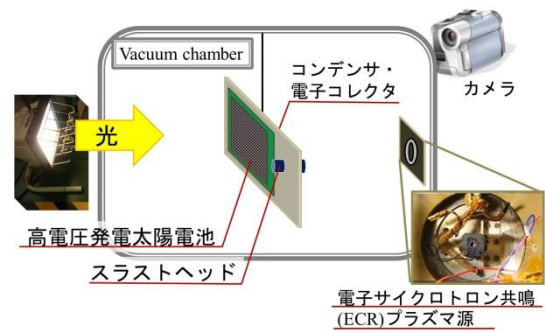 Vacuum chamber
コンデンサ・
電子コレクタ
カメラ
光
高電圧発電太陽電池
スラストヘッド
電子サイクロトロン共鳴
(ECR)プラズマ源